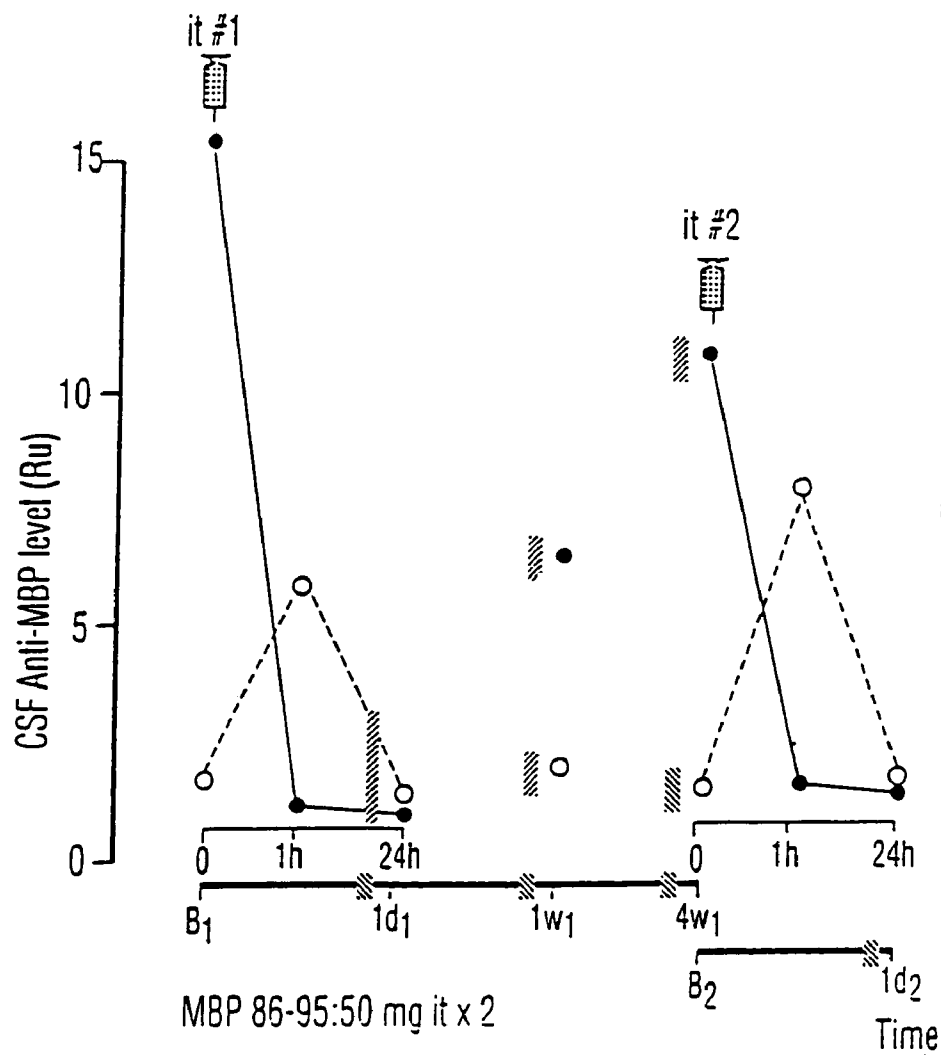 it #1
15
it #2
10
CSF Anti-MBP level (Ru)
5
0
0 1h 24h
0 1h 24h
B1 1d1 1w1 4w1
B2 1d2
MBP 86-95:50 mg it x 2
Time